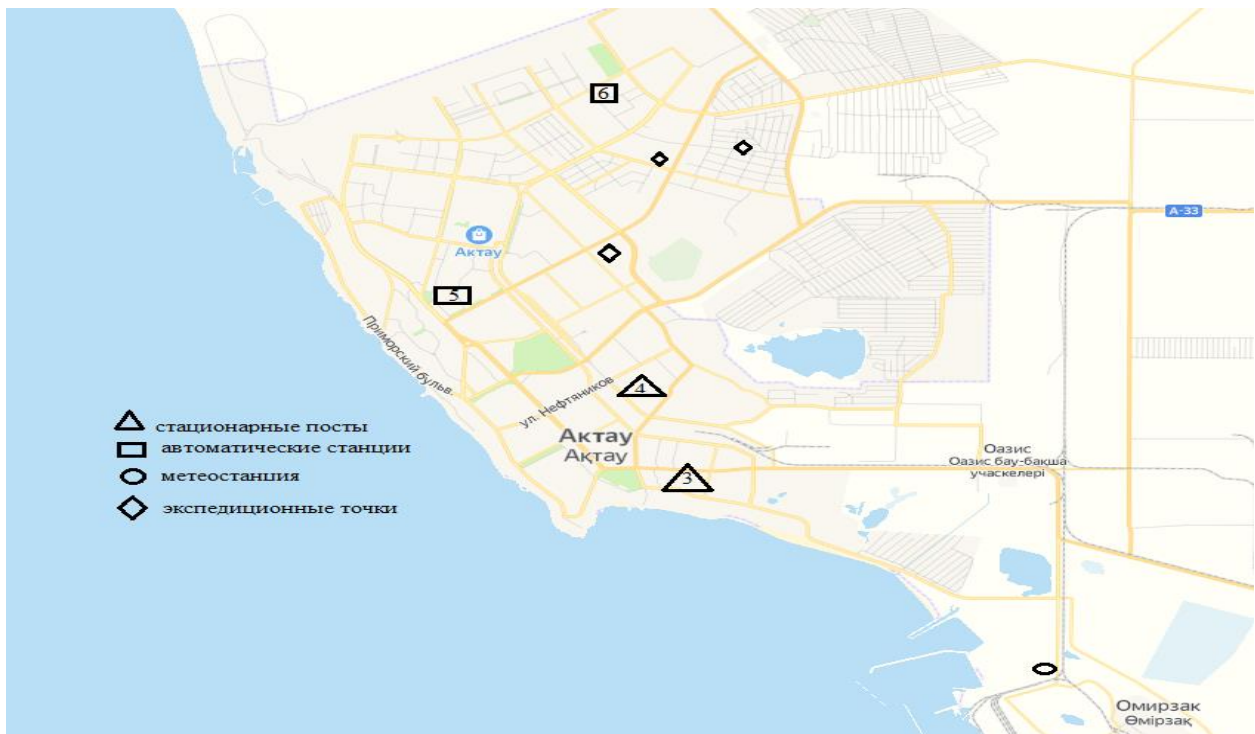 6
А-33
Актау
5
Приморский бульв.
ул. Нефтяников
4
Актау
Ақтау
3
Оазис
Оазис бау-бақша
учаскелері
стационарные посты
автоматические станции
метеостанция
экспедиционные точки
Омирзак
Өмірзақ